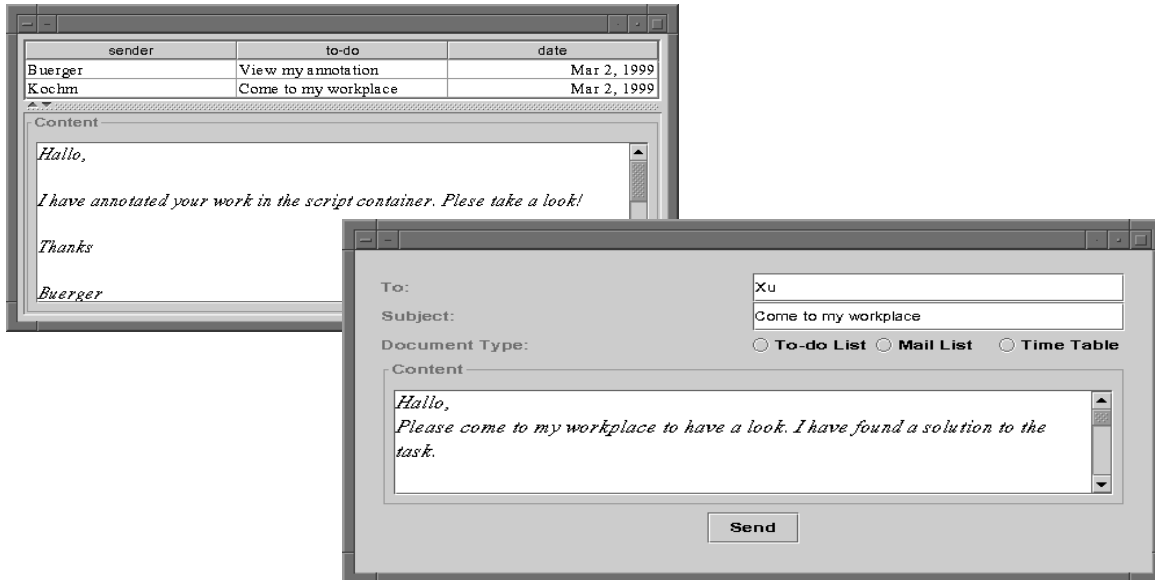 sender to-do date
Buerger View my annotation Mar 2, 1999
Kochm Come to my workplace Mar 2, 1999
Content
Hallo,
I have annotated your work in the script container. Plese take a look!
Thanks
Buerger
To: Xu
Subject: Come to my workplace
Document Type: To-do List Mail List Time Table
Content
Hallo,
Please come to my workplace to have a look. I have found a solution to the
task.
Send